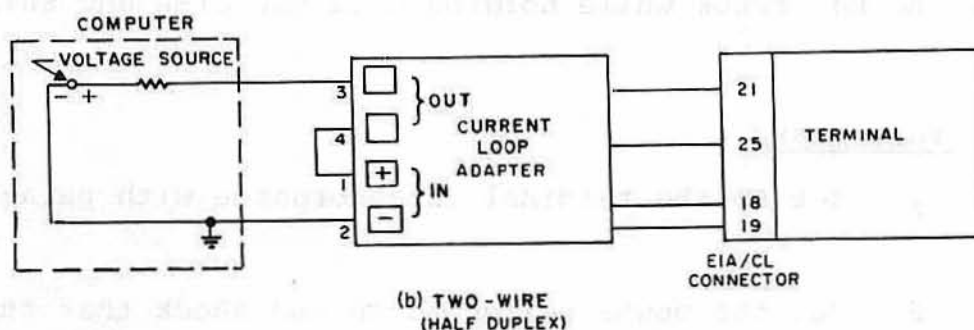 COMPUTER
VOLTAGE SOURCE
- +
3
OUT
4
CURRENT
LOOP
ADAPTER
1
+
IN
2
-
21
25
18
19
TERMINAL
EIA/CL
CONNECTOR
(b) TWO-WIRE
(HALF DUPLEX)